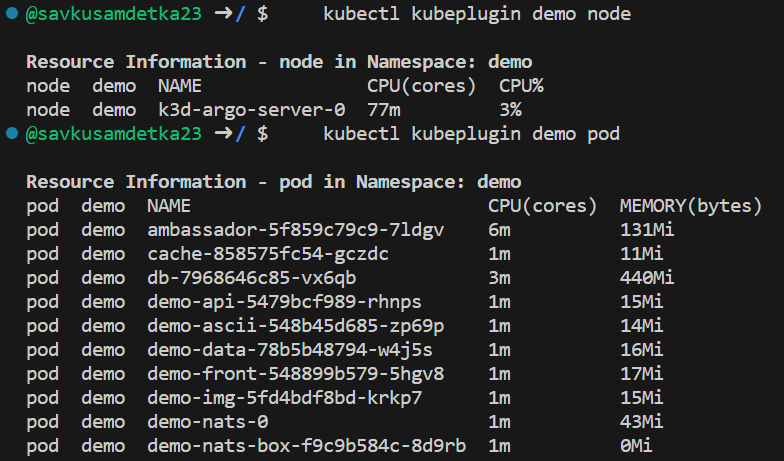 @savkusamdetka23 ➜/ $     kubectl kubeplugin demo node
Resource Information - node in Namespace: demo
node  demo  NAME               CPU(cores)  CPU%
node  demo  k3d-argo-server-0  77m         3%
@savkusamdetka23 ➜/ $     kubectl kubeplugin demo pod
Resource Information - pod in Namespace: demo
pod  demo  NAME                           CPU(cores)  MEMORY(bytes)
pod  demo  ambassador-5f859c79c9-7ldgv    6m          131Mi
pod  demo  cache-858575fc54-gczdc         1m          11Mi
pod  demo  db-7968646c85-vx6qb            3m          440Mi
pod  demo  demo-api-5479bcf989-rhnps      1m          15Mi
pod  demo  demo-ascii-548b45d685-zp69p    1m          14Mi
pod  demo  demo-data-78b5b48794-w4j5s     1m          16Mi
pod  demo  demo-front-548899b579-5hgv8    1m          17Mi
pod  demo  demo-img-5fd4bdf8bd-krkp7      1m          15Mi
pod  demo  demo-nats-0                    1m          43Mi
pod  demo  demo-nats-box-f9c9b584c-8d9rb  1m          0Mi